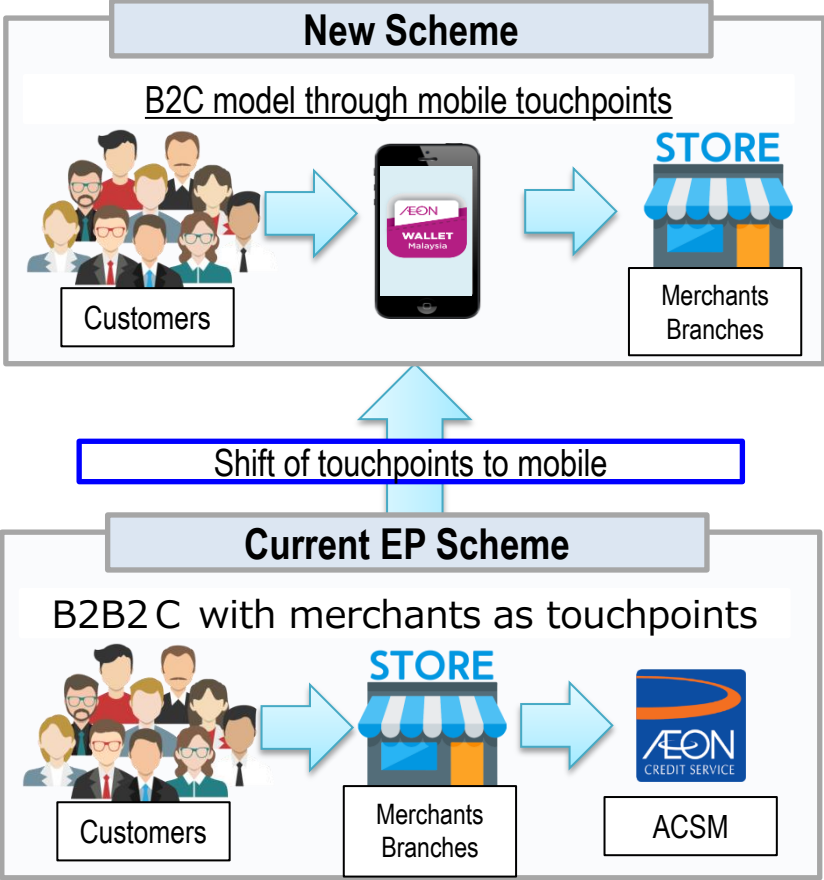 New Scheme
B2C model through mobile touchpoints
STORE
ÆON
WALLET
Malaysia
Customers
Merchants
Branches
Shift of touchpoints to mobile
Current EP Scheme
B2B2 C with merchants as touchpoints
STORE
ÆON
CREDIT SERVICE
Customers
Merchants
Branches
ACSM